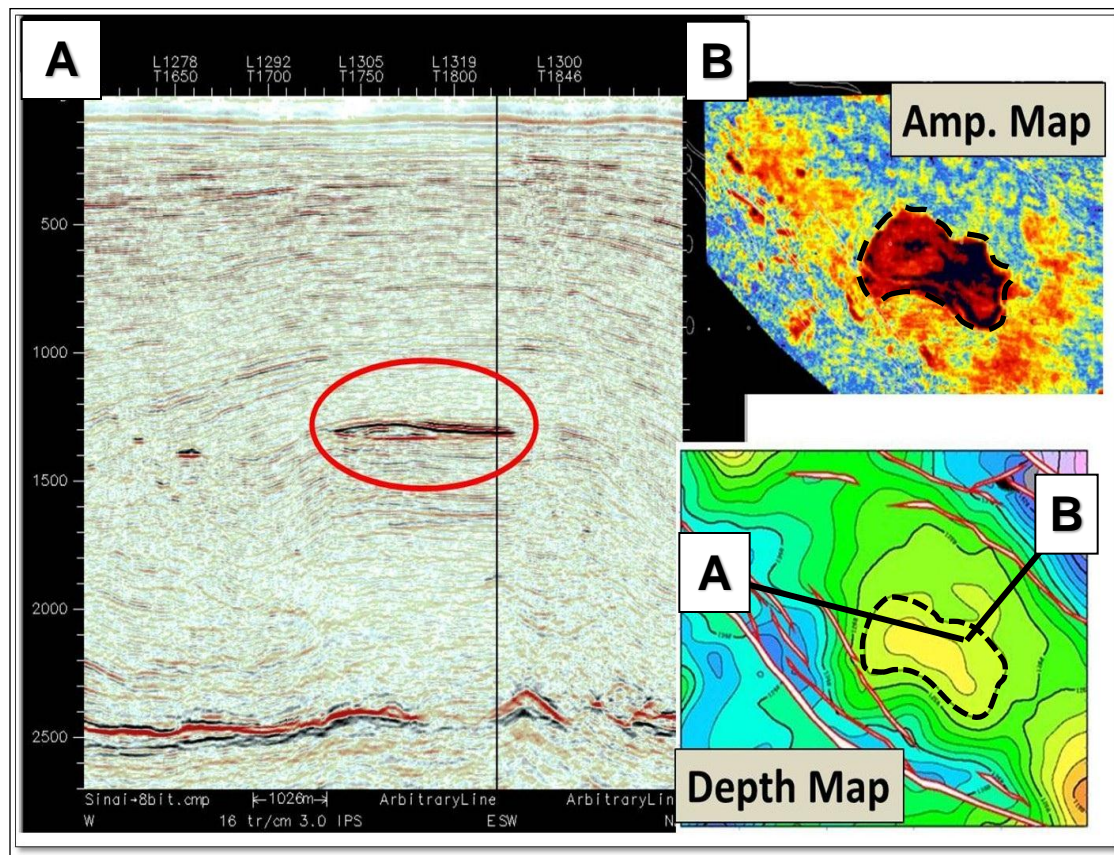 A
L1278 L1292 L1305 L1319 L1300
T1650 T1700 T1750 T1800 T1846
500
1000
1500
2000
2500
Sinai→8bit.cmp 1026m ArbitraryLine ArbitraryLin
W 16 tr/cm 3.0 IPS ESW N
B
Amp. Map
B
A
Depth Map